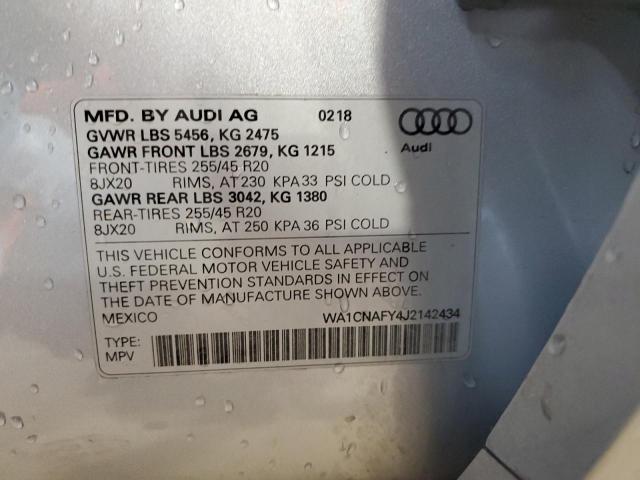 MFD. BY AUDI AG 0218
GVWR LBS 5456, KG 2475
GAWR FRONT LBS 2679, KG 1215
Audi
FRONT-TIRES 255/45 R20
8JX20 RIMS, AT 230 KPA 33 PSI COLD
GAWR REAR LBS 3042, KG 1380
REAR-TIRES 255/45 R20
8JX20 RIMS, AT 250 KPA 36 PSI COLD
THIS VEHICLE CONFORMS TO ALL APPLICABLE
U.S. FEDERAL MOTOR VEHICLE SAFETY AND
THEFT PREVENTION STANDARDS IN EFFECT ON
THE DATE OF MANUFACTURE SHOWN ABOVE.
MEXICO WA1CNAFY4J2142434
TYPE:
MPV